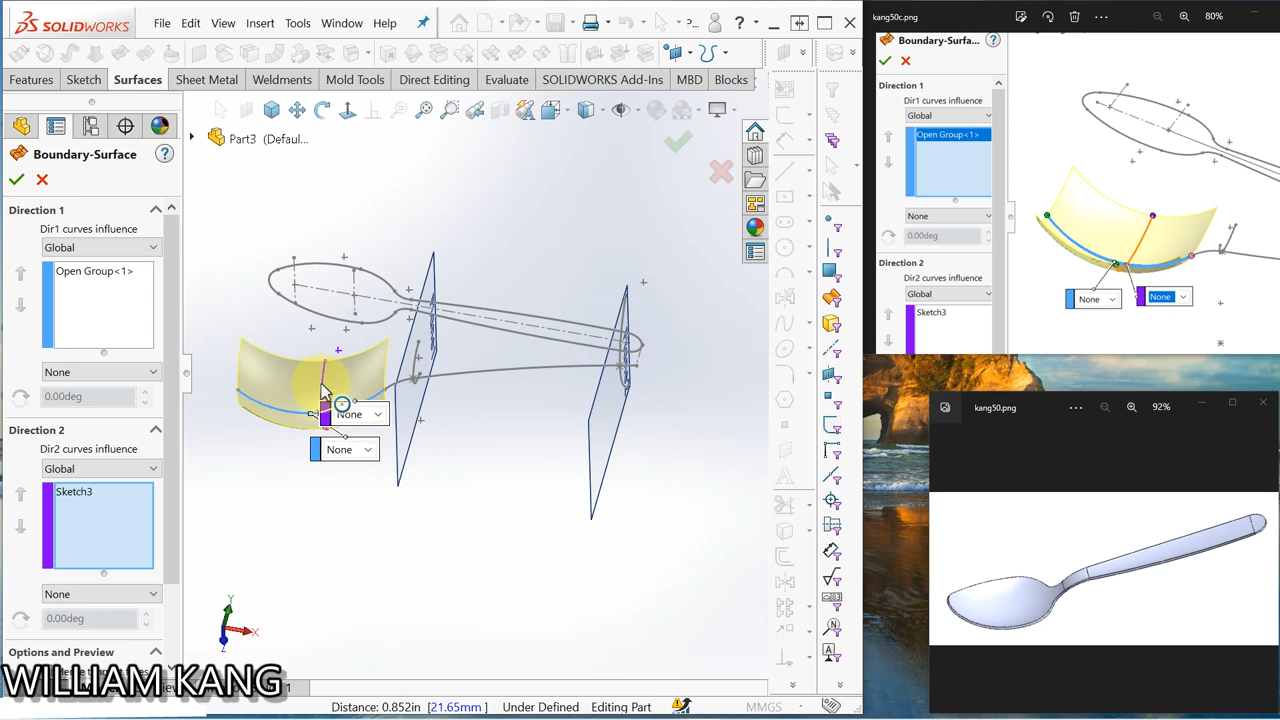 SOLIDWORKS
File
Edit
View
Insert
Tools
Window
Help
?
Features
Sketch
Surfaces
Sheet Metal
Weldments
Mold Tools
Direct Editing
Evaluate
SOLIDWORKS Add-Ins
MBD
Blocks
Part3 (Defau...
Boundary-Surface
?
Direction 1
Dir1 curves influence
Global
Open Group<1>
None
0.00deg
Direction 2
Dir2 curves influence
Global
Sketch3
None
0.00deg
Options and Preview
None
None
Y
X
Z
WILLIAM KANG
1
Distance: 0.852in [21.65mm]
Under Defined
Editing Part
MMGS
kang50c.png
80%
Boundary-Surfa...
?
Direction 1
Dir1 curves influence
Global
Open Group<1>
None
0.00deg
Direction 2
Dir2 curves influence
Global
Sketch3
None
None
kang50.png
92%